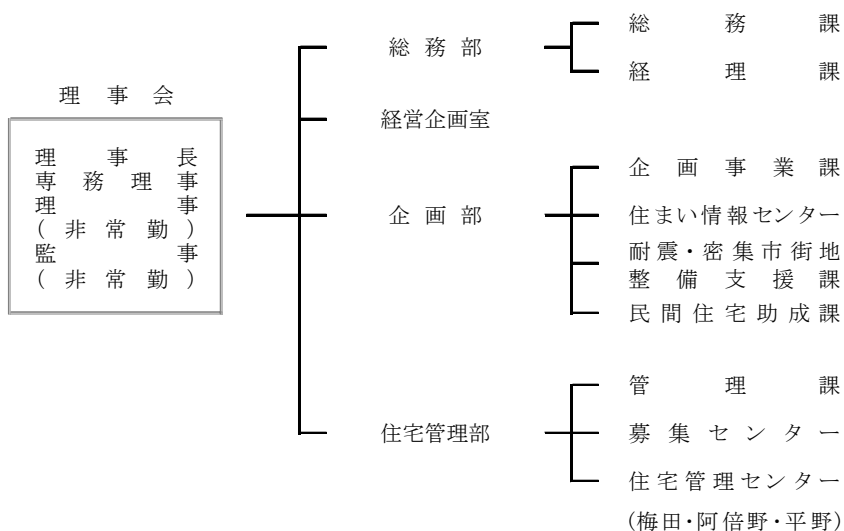 理事会
理事長
専務理事
理事
(非常勤)
監事
(非常勤)
総務部
総務課
経理課
経営企画室
企画部
企画事業課
住まい情報センター
耐震・密集市街地
整備支援課
民間住宅助成課
住宅管理部
管理課
募集センター
住宅管理センター
(梅田・阿倍野・平野)